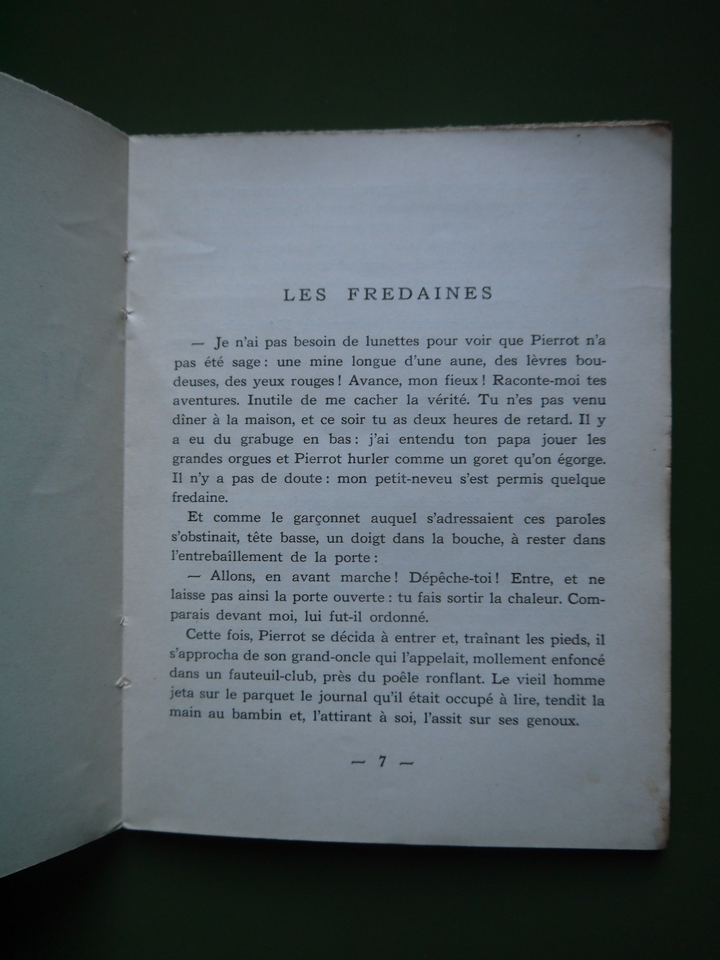 LES FREDAINES
— Je n'ai pas besoin de lunettes pour voir que Pierrot n'a
pas été sage : une mine longue d'une aune, des lèvres bou-
deuses, des yeux rouges ! Avance, mon fieux ! Raconte-moi tes
aventures. Inutile de me cacher la vérité. Tu n'es pas venu
dîner à la maison, et ce soir tu as deux heures de retard. Il y
a eu du grabuge en bas : j'ai entendu ton papa jouer les
grandes orgues et Pierrot hurler comme un goret qu'on égorge.
Il n'y a pas de doute : mon petit-neveu s'est permis quelque
fredaine.
Et comme le garçonnet auquel s'adressaient ces paroles
s'obstinait, tête basse, un doigt dans la bouche, à rester dans
l'entrebaîllement de la porte :
— Allons, en avant marche ! Dépêche-toi ! Entre, et ne
laisse pas ainsi la porte ouverte : tu fais sortir la chaleur. Com-
parais devant moi, lui fut-il ordonné.
Cette fois, Pierrot se décida à entrer et, traînant les pieds, il
s'approcha de son grand-oncle qui l'appelait, mollement enfoncé
dans un fauteuil-club, près du poêle ronflant. Le vieil homme
jeta sur le parquet le journal qu'il était occupé à lire, tendit la
main au bambin et, l'attirant à soi, l'assit sur ses genoux.
— 7 —